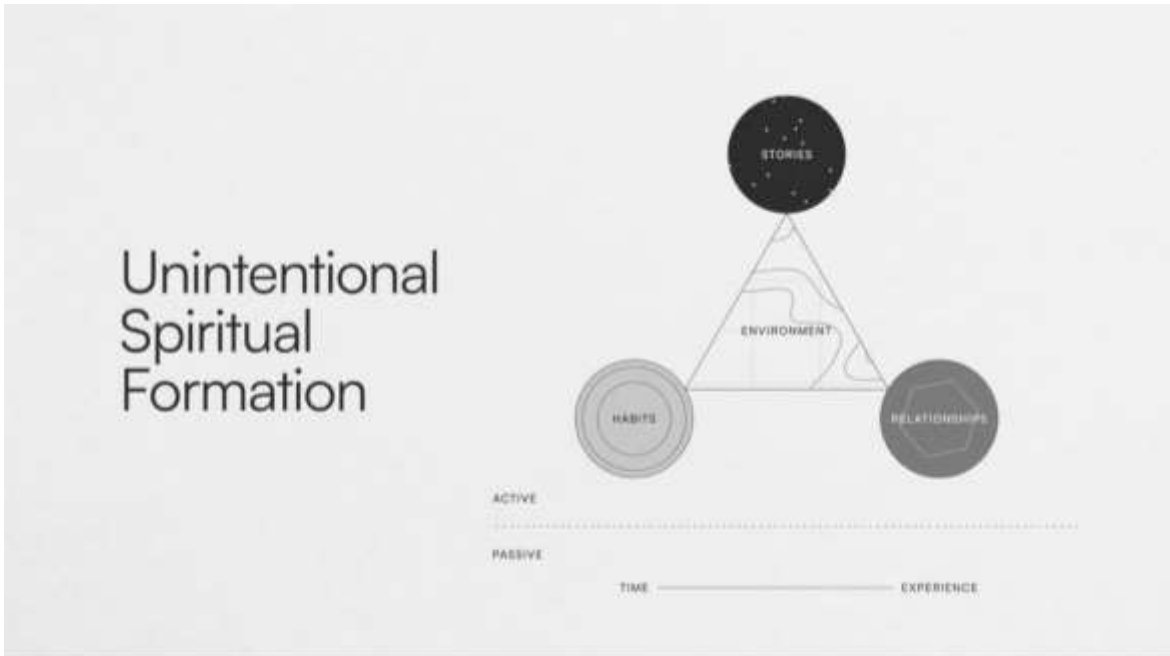 Unintentional
Spiritual
Formation
STORIES
ENVIRONMENT
HABITS
RELATIONSHIPS
ACTIVE
PASSIVE
TIME
EXPERIENCE